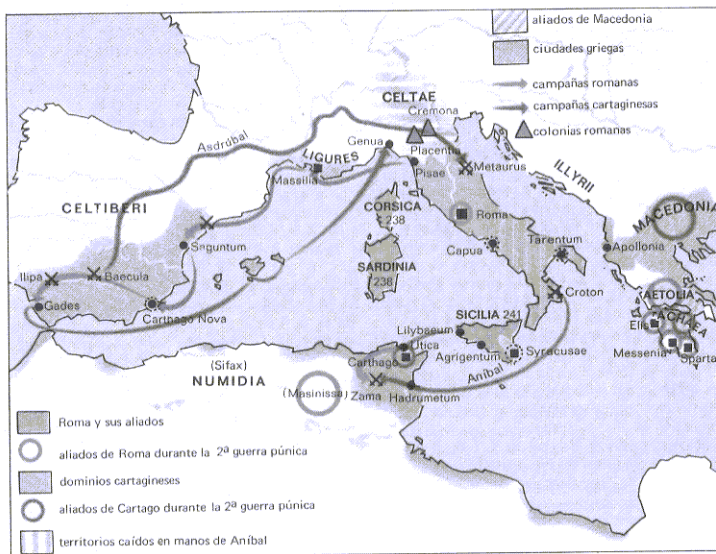 aliados de Macedonia
ciudades griegas
campañas romanas
campañas cartaginesas
colonias romanas
CELTAE
Cremona
Asdrúbal
Genua
Placentia
LIGURES
Pisae
Metaurus
ILLYRII
Massilia
CELTIBERI
CORSICA
238
Roma
MACEDONIA
Saguntum
Capua
Tarentum
Apollonia
Ilipa
Baecula
SARDINIA
238
Croton
AETOLIA
Gades
Carthago Nova
SICILIA 241
ACHAEA
Elis
Lilybaeum
Utica
Messenia
Sparta
(Sifax)
Carthago
Agrigentum
Syracusae
NUMIDIA
Aníbal
(Masinissa)
Zama
Hadrumetum
Roma y sus aliados
aliados de Roma durante la 2ª guerra púnica
dominios cartagineses
aliados de Cartago durante la 2ª guerra púnica
territorios caídos en manos de Aníbal